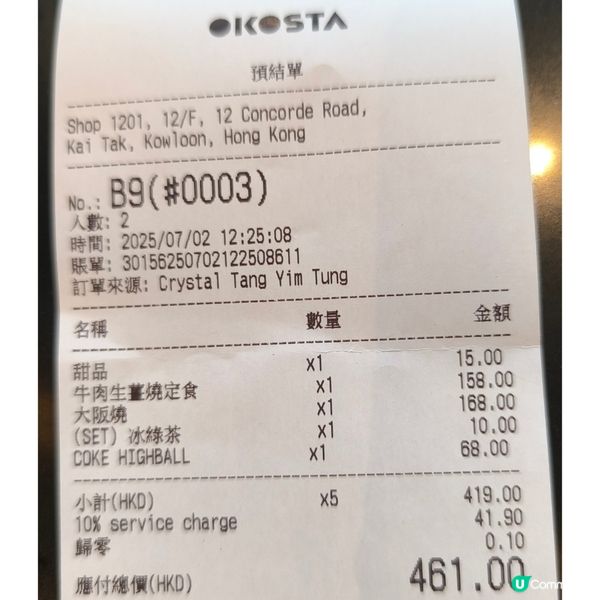 OKOSTA
預結單
Shop 1201, 12/F, 12 Concorde Road,
Kai Tak, Kowloon, Hong Kong
No.: B9(#0003)
人數: 2
時間: 2025/07/02 12:25:08
賬單: 30156250702122508611
訂單來源: Crystal Tang Yim Tung
名稱 數量 金額
甜品 x1 15.00
牛肉生薑燒定食 x1 158.00
大阪燒 x1 168.00
(SET) 冰綠茶 x1 10.00
COKE HIGHBALL x1 68.00
小計(HKD) x5 419.00
10% service charge 41.90
歸零 0.10
應付總價(HKD) 461.00